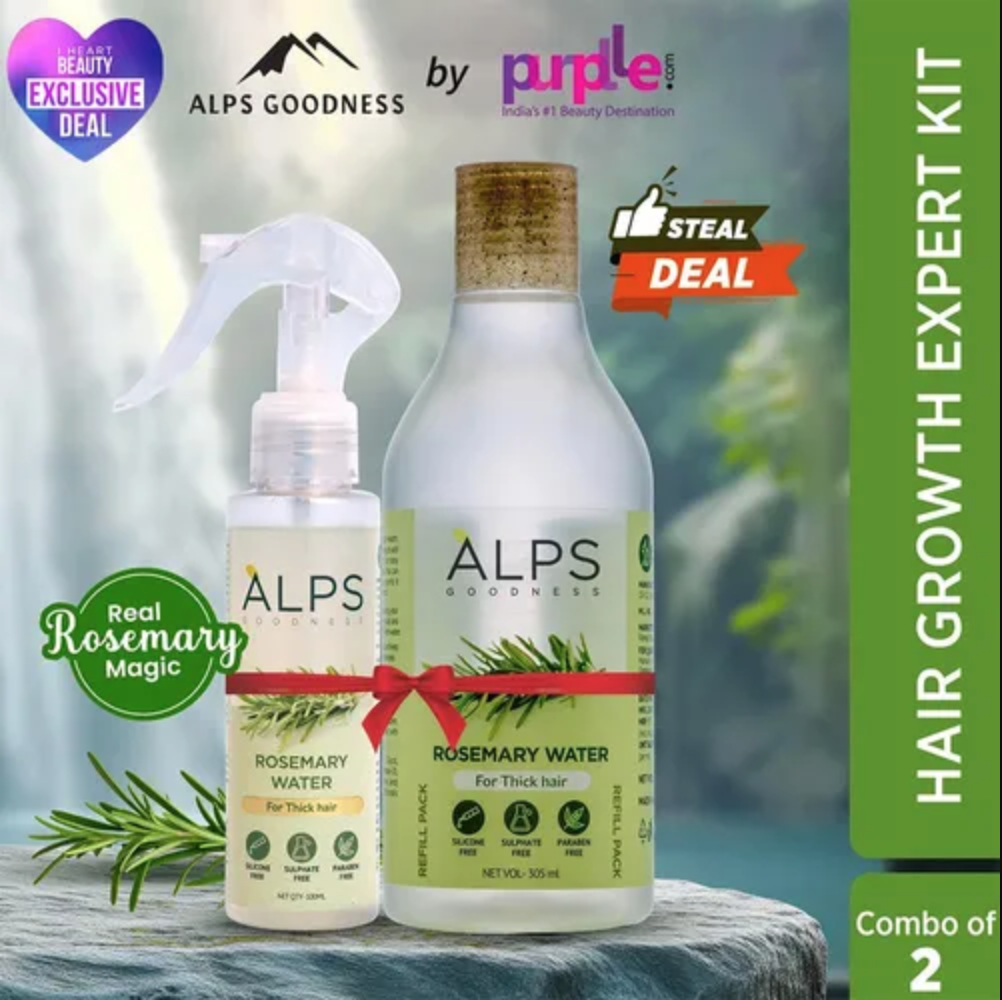 I HEART
BEAUTY
EXCLUSIVE
DEAL
ALPS GOODNESS
by
purplle.com
India's #1 Beauty Destination
STEAL
DEAL
HAIR GROWTH EXPERT KIT
Combo of
2
Real
Rosemary
Magic
ALPS
GOODNESS
ROSEMARY
WATER
For Thick hair
SILICONE
FREE
SULPHATE
FREE
PARABEN
FREE
NET QTY-100ML
ALPS
GOODNESS
ROSEMARY WATER
For Thick hair
REFILL PACK
REFILL PACK
SILICONE
FREE
SULPHATE
FREE
PARABEN
FREE
NET VOL- 305 ml